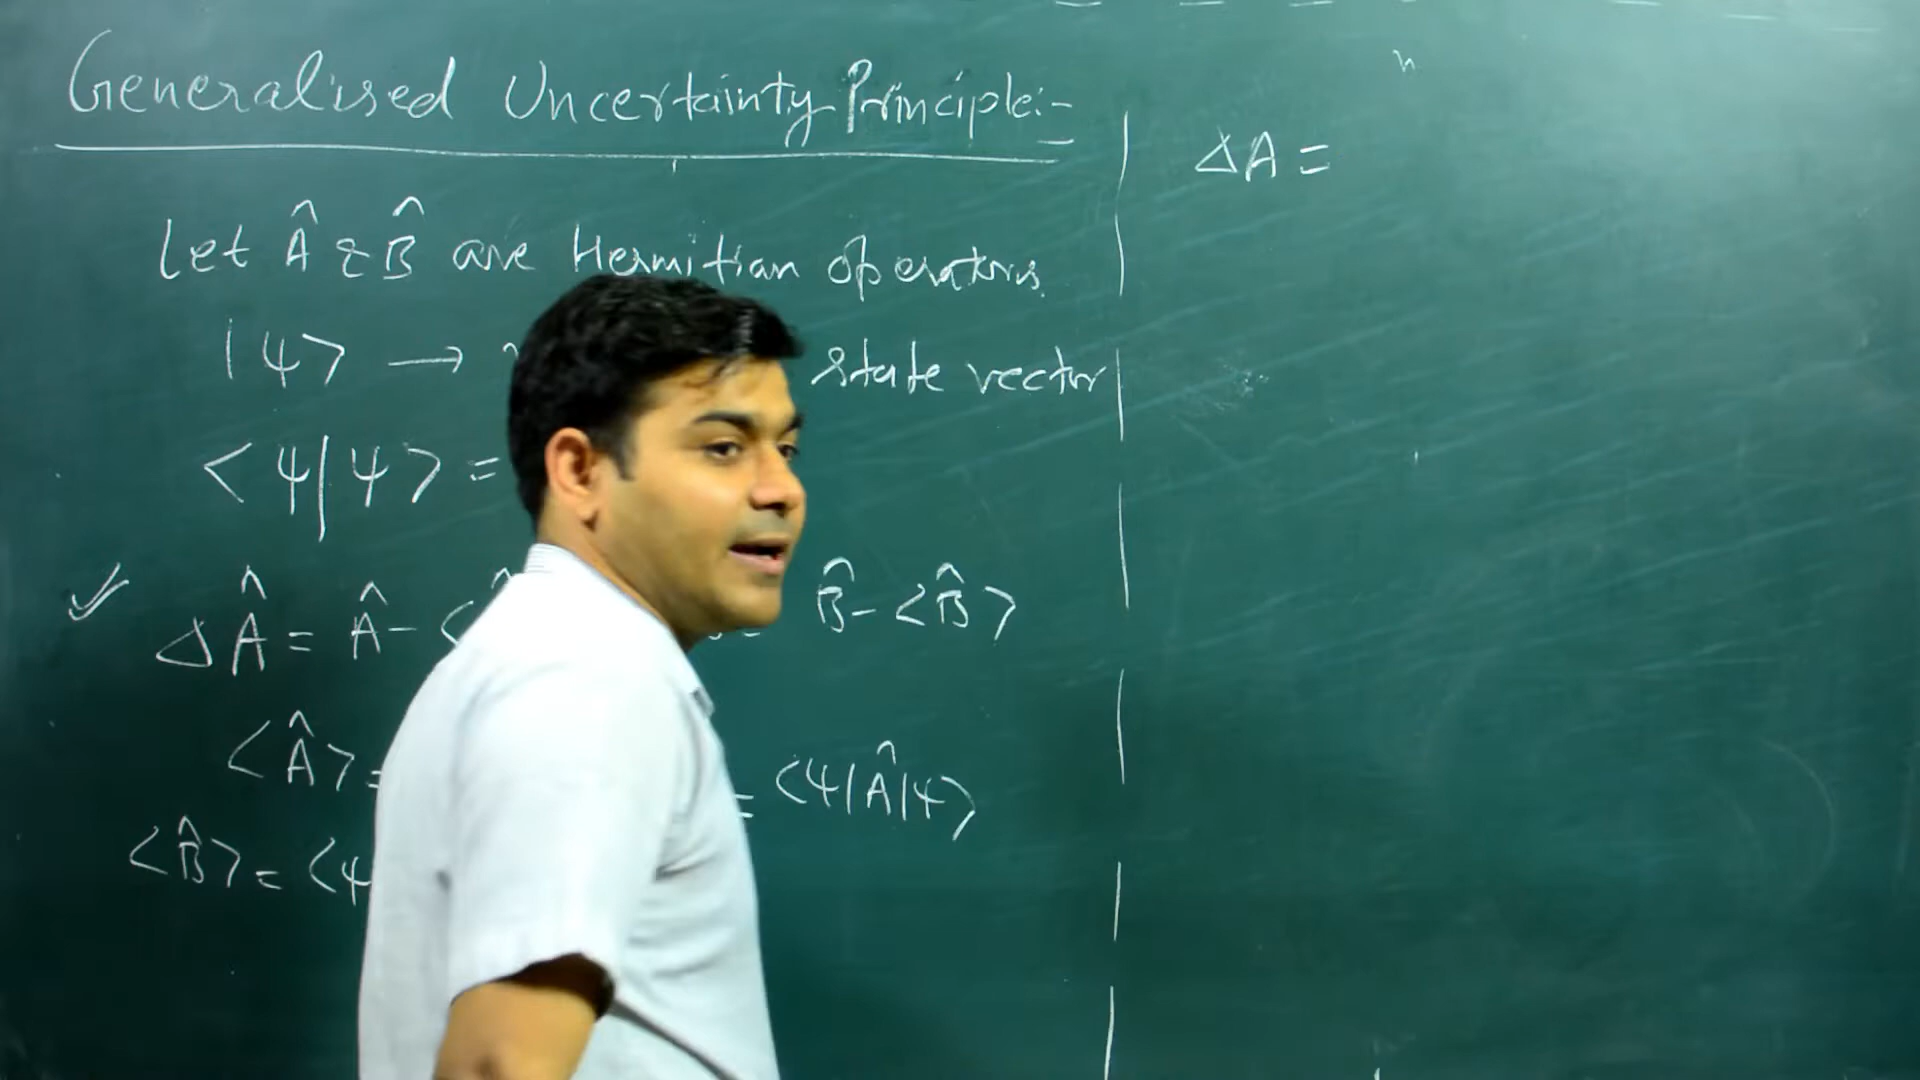 Generalised Uncertainty Principle:-
Let Â & B̂ are Hermitian operators.
|ψ> → state vector
<ψ|ψ> =
✓ ΔÂ = Â - < B̂ - <B̂>
<Â> = = <ψ|Â|ψ>
<B̂> = <ψ
ΔA =